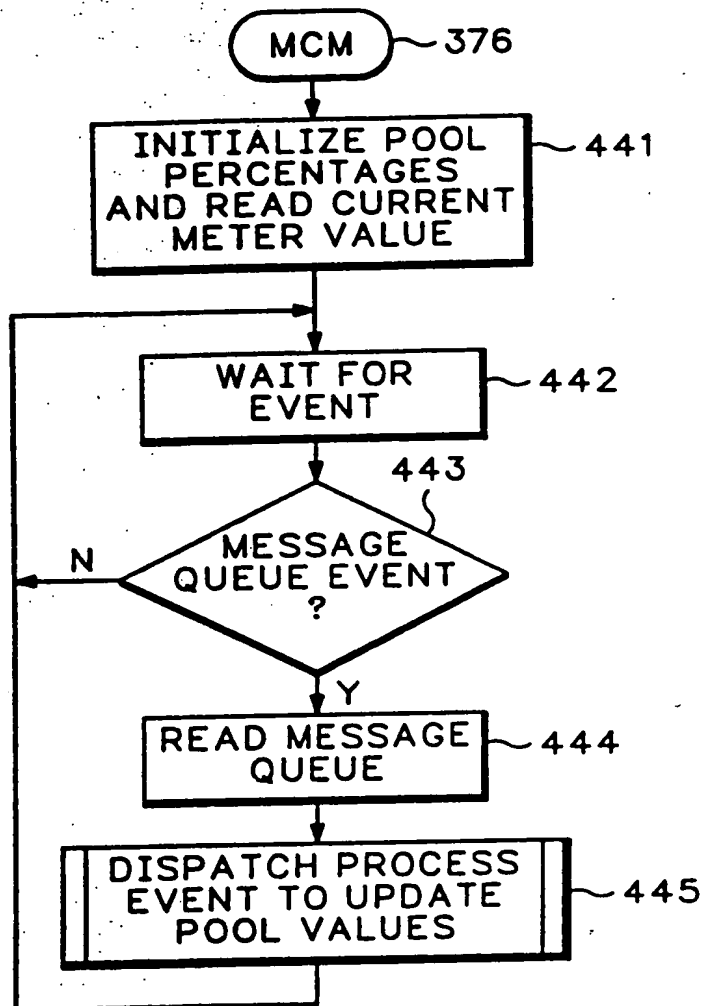 MCM
376
INITIALIZE POOL
PERCENTAGES
AND READ CURRENT
METER VALUE
441
WAIT FOR
EVENT
442
443
MESSAGE
QUEUE EVENT
?
N
Y
READ MESSAGE
QUEUE
444
DISPATCH PROCESS
EVENT TO UPDATE
POOL VALUES
445